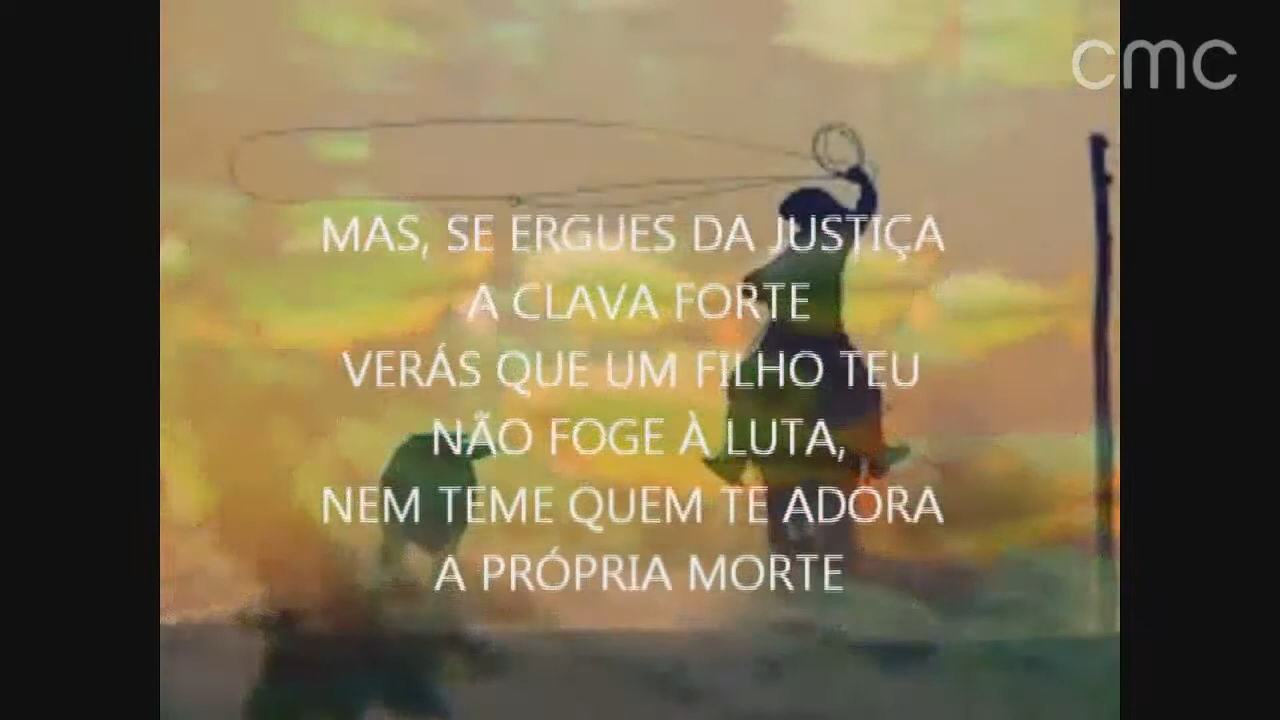 cmc
MAS, SE ERGUES DA JUSTIÇA
A CLAVA FORTE
VERÁS QUE UM FILHO TEU
NÃO FOGE À LUTA,
NEM TEME QUEM TE ADORA
A PRÓPRIA MORTE